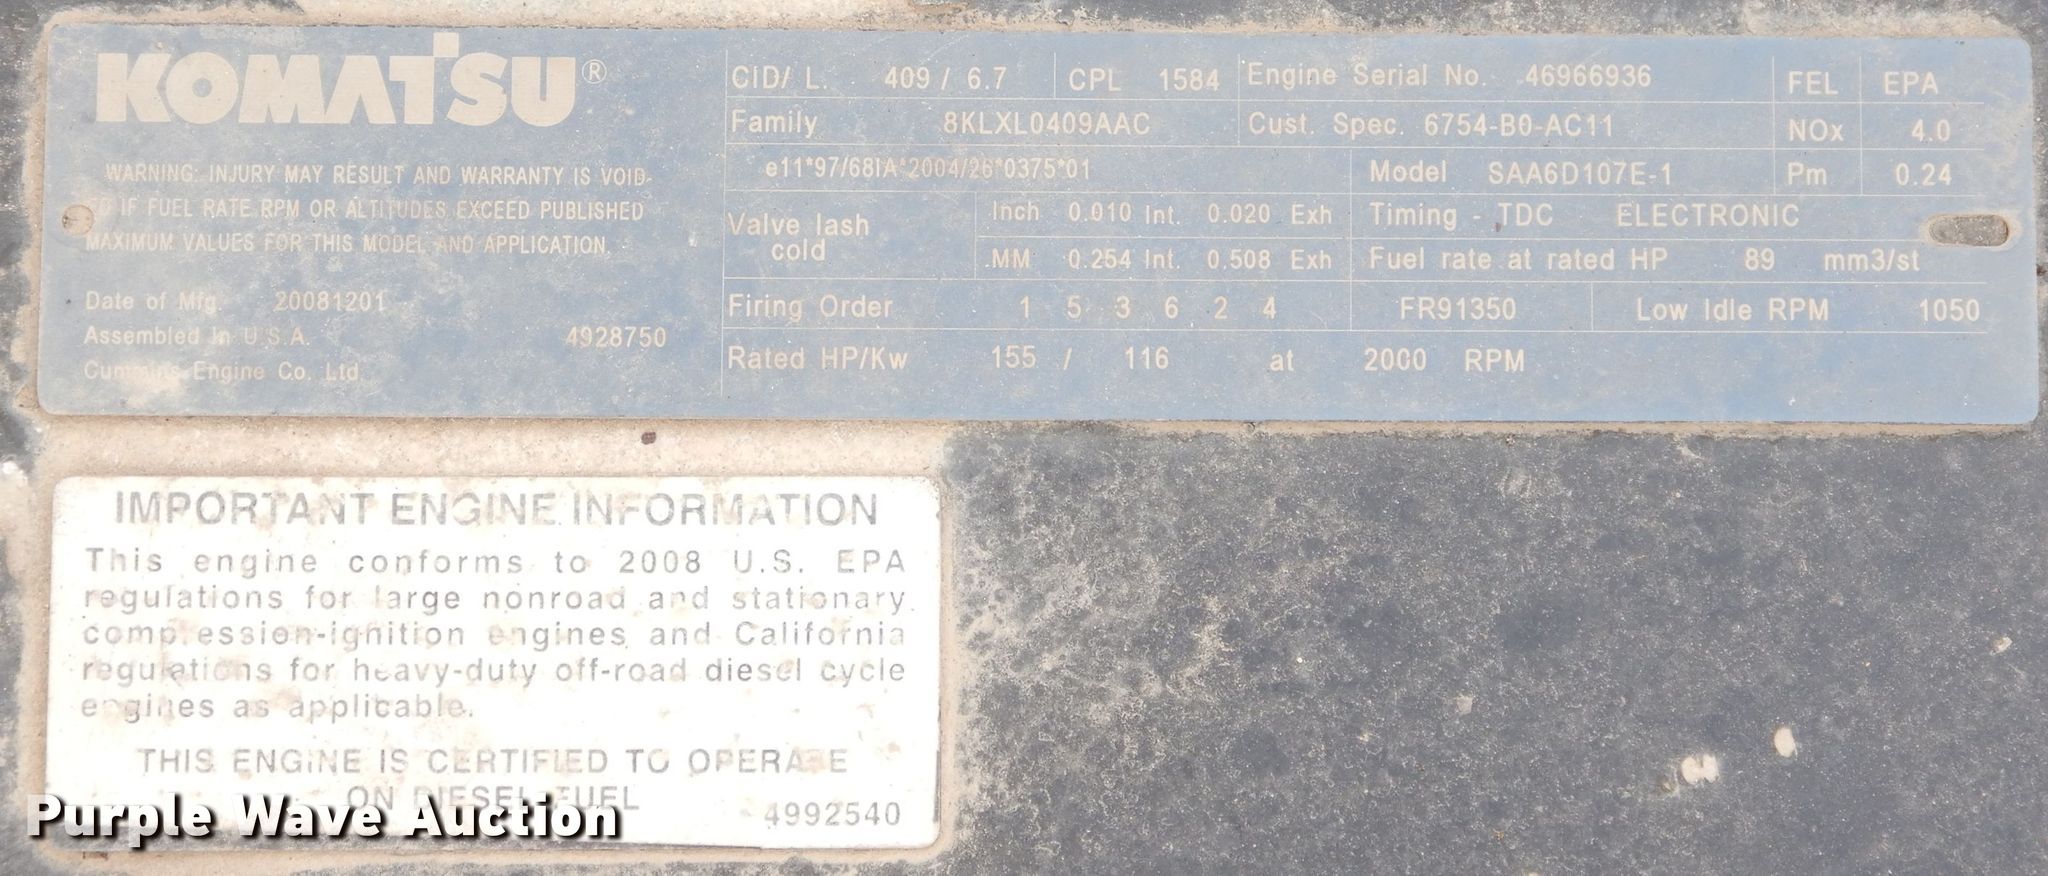 KOMATSU®
WARNING: INJURY MAY RESULT AND WARRANTY IS VOID-
ED IF FUEL RATE RPM OR ALTITUDES EXCEED PUBLISHED
MAXIMUM VALUES FOR THIS MODEL AND APPLICATION.
Date of Mfg. 20081201
Assembled in U.S.A. 4928750
Cummins Engine Co. Ltd.
CID/ L. 409 / 6.7 CPL 1584 Engine Serial No. 46966936 FEL EPA
Family 8KLXL0409AAC Cust. Spec. 6754-B0-AC11 NOx 4.0
e11*97/68IA*2004/26*0375*01 Model SAA6D107E-1 Pm 0.24
Valve lash cold Inch 0.010 Int. 0.020 Exh Timing - TDC ELECTRONIC
MM 0.254 Int. 0.508 Exh Fuel rate at rated HP 89 mm3/st
Firing Order 1 5 3 6 2 4 FR91350 Low Idle RPM 1050
Rated HP/Kw 155 / 116 at 2000 RPM
IMPORTANT ENGINE INFORMATION
This engine conforms to 2008 U.S. EPA
regulations for large nonroad and stationary
compression-ignition engines and California
regulations for heavy-duty off-road diesel cycle
engines as applicable.
THIS ENGINE IS CERTIFIED TO OPERATE
ON DIESEL FUEL 4992540
Purple Wave Auction